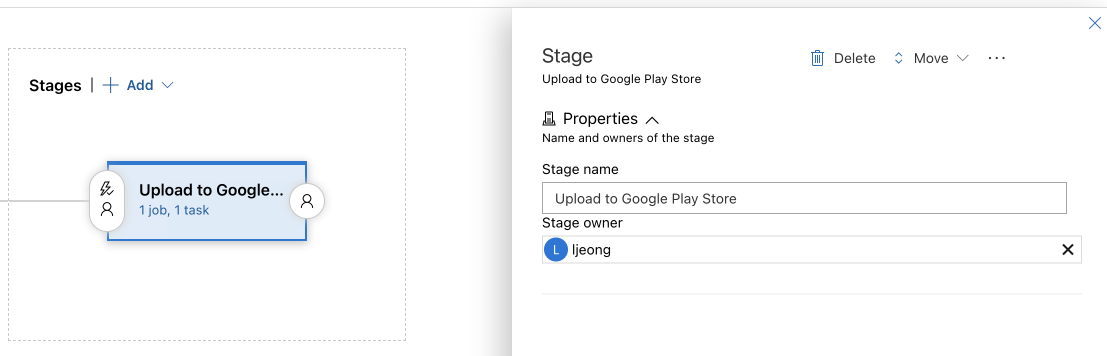 Stages | + Add
Upload to Google...
1 job, 1 task
Stage
Delete
Move
...
Upload to Google Play Store
Properties
Name and owners of the stage
Stage name
Upload to Google Play Store
Stage owner
L ljeong